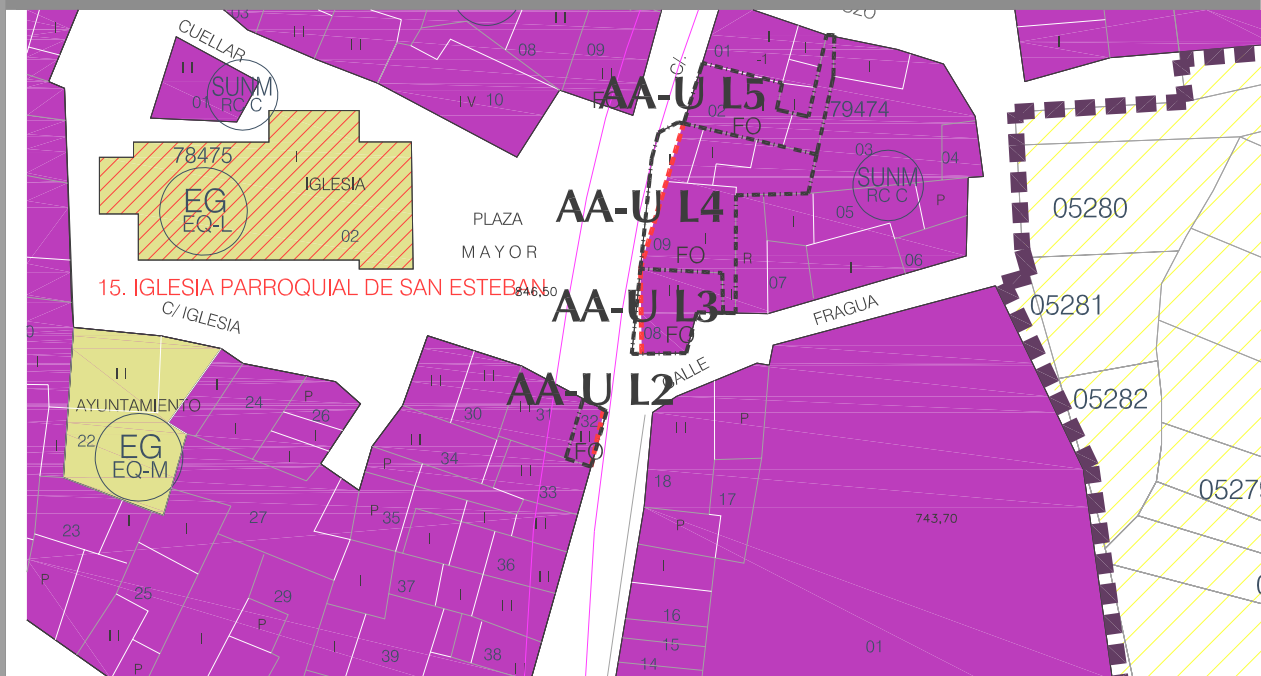 CUELLAR
03
I I
I I
I I
08
09
I I
FO
I V 10
I I
01
SUNM
RC C
78475
I
IGLESIA
EG
EQ-L
02
PLAZA
MAYOR
15. IGLESIA PARROQUIAL DE SAN ESTEBAN
846,50
C/ IGLESIA
C/.
01
-1
I
I
AA-U L5
02
FO
I
79474
03
04
SUNM
RC C
P
05
I
AA-U L4
09
FO
R
I
07
I
06
AA-U L3
08
FO
FRAGUA
CALLE
AA-U L2
32
I I
FO
I I
AYUNTAMIENTO
22
EG
EQ-M
I
24
P
I
26
I I
I I
30
31
I I
34
P
I I
33
P
35
27
23
I
I
I
36
I I
37
I
25
29
P
P
I I
I
I
I I
39
38
I I
P
I I
P
18
17
P
I
16
15
14
743,70
01
I
05280
05281
05282